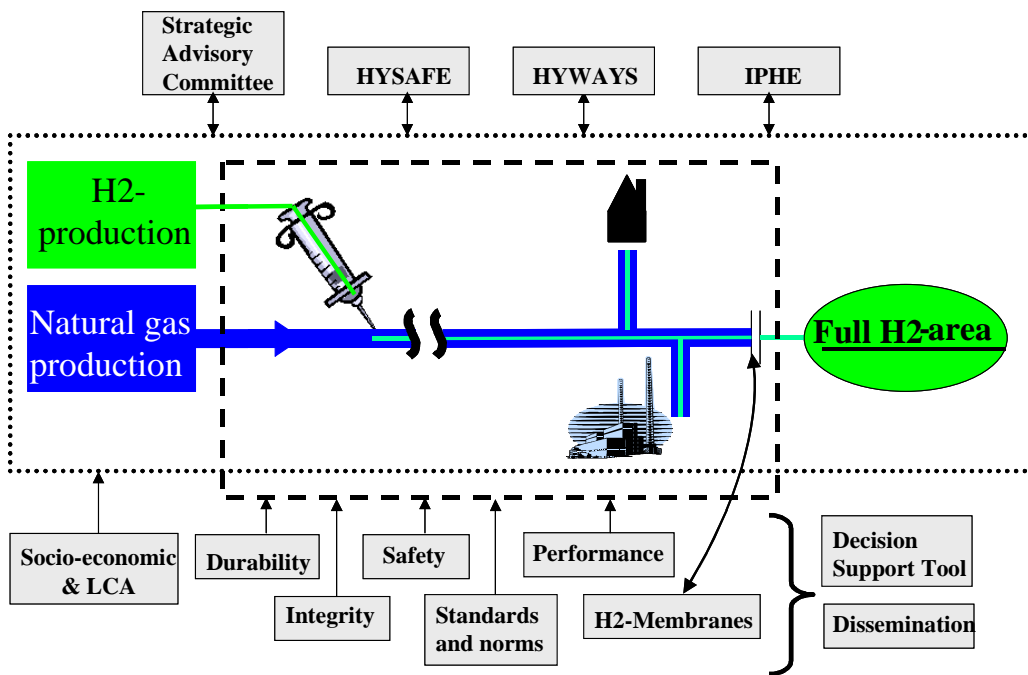 Strategic
Advisory
Committee
HYSAFE
HYWAYS
IPHE
H2-
production
Natural gas
production
Full H2-area
Socio-economic
& LCA
Durability
Integrity
Safety
Standards
and norms
Performance
H2-Membranes
Decision
Support Tool
Dissemination